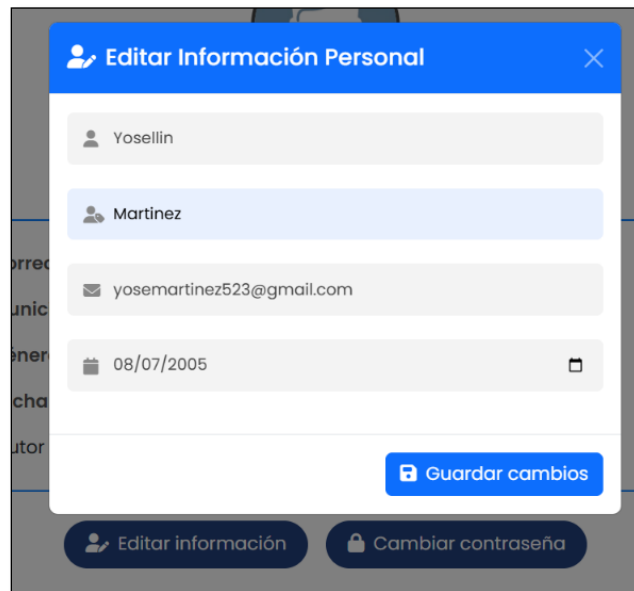 Editar Información Personal
Yosellin
Martinez
yosemartinez523@gmail.com
08/07/2005
Guardar cambios
Editar información
Cambiar contraseña